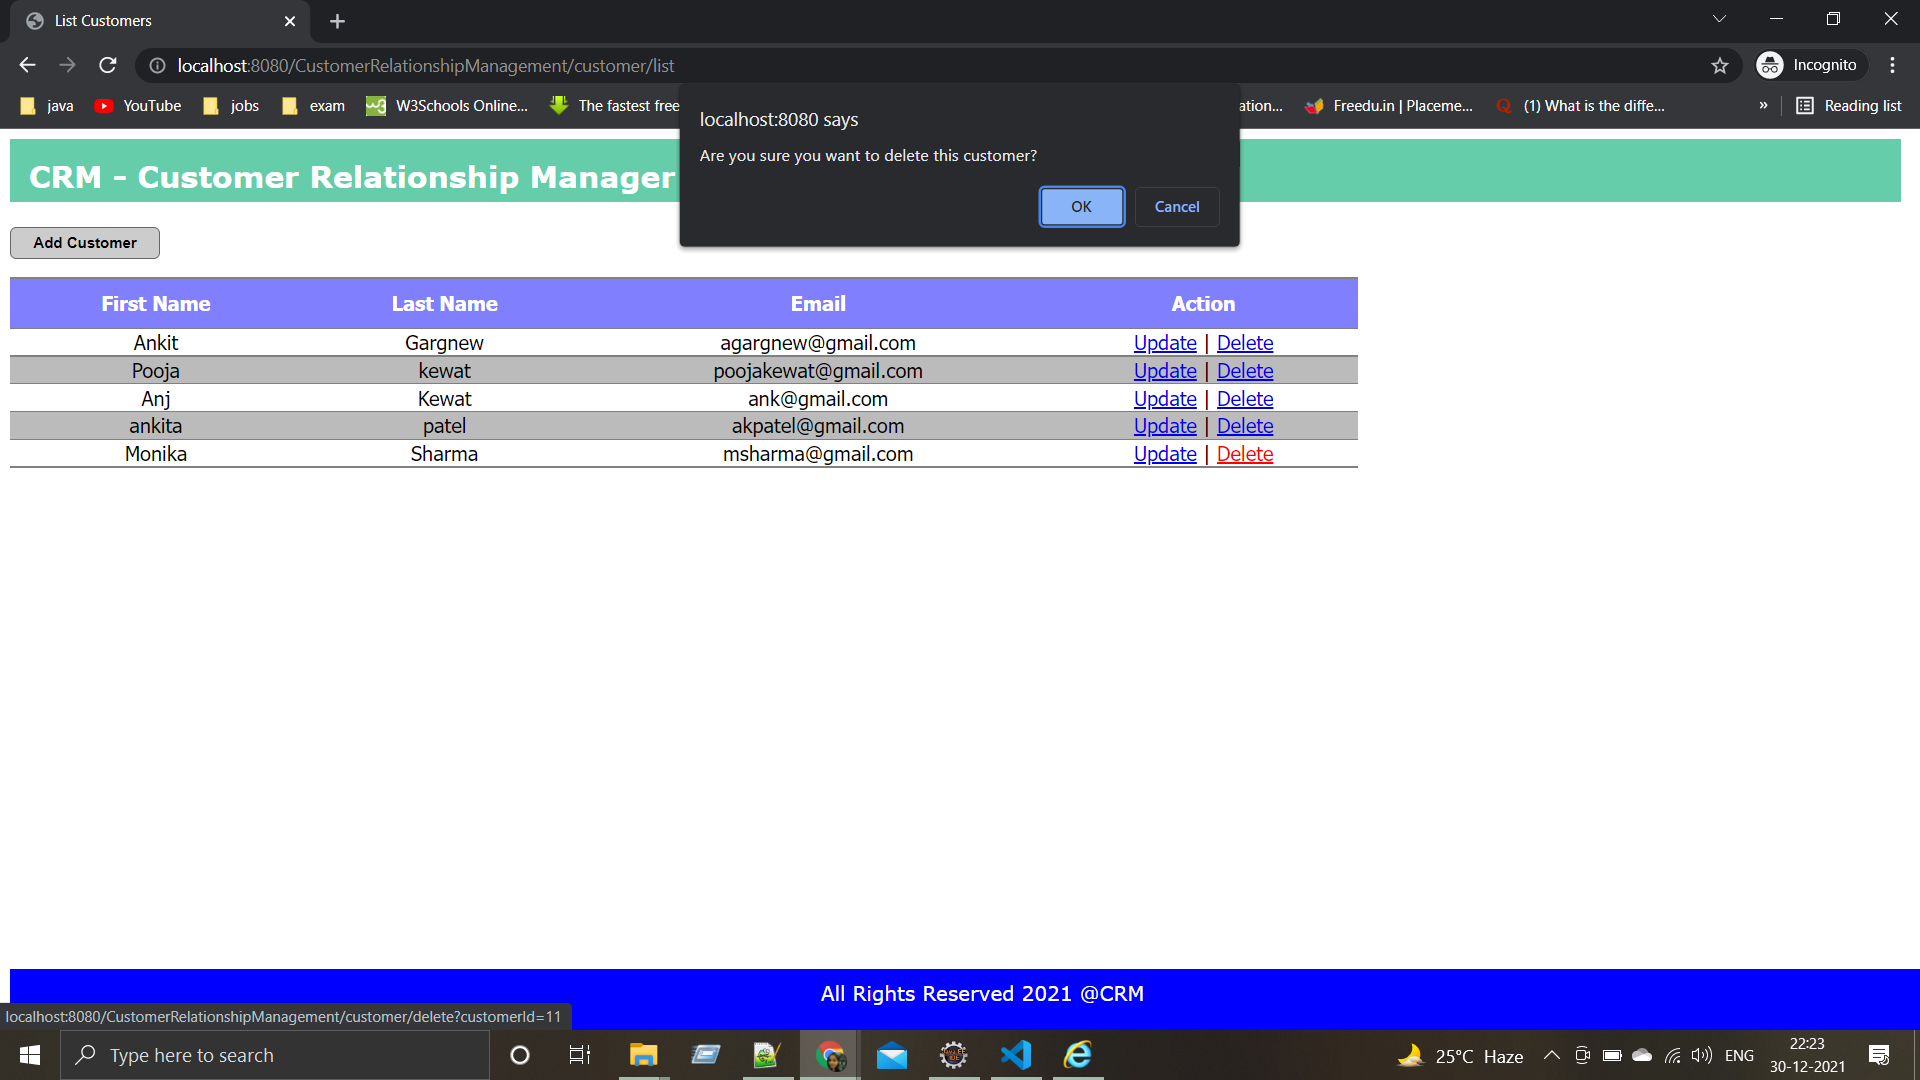 List Customers
localhost:8080/CustomerRelationshipManagement/customer/list
Incognito
java YouTube jobs exam W3Schools Online... The fastest free ation... Freedu.in | Placeme... (1) What is the diffe... » Reading list
localhost:8080 says
Are you sure you want to delete this customer?
OK Cancel
CRM - Customer Relationship Manager
Add Customer
First Name Last Name Email Action
Ankit Gargnew agargnew@gmail.com Update | Delete
Pooja kewat poojakewat@gmail.com Update | Delete
Anj Kewat ank@gmail.com Update | Delete
ankita patel akpatel@gmail.com Update | Delete
Monika Sharma msharma@gmail.com Update | Delete
All Rights Reserved 2021 @CRM
localhost:8080/CustomerRelationshipManagement/customer/delete?customerId=11
Type here to search
25°C Haze
ENG
22:23
30-12-2021